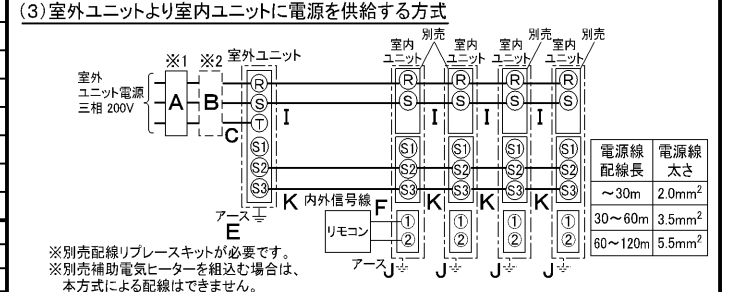 (3)室外ユニットより室内ユニットに電源を供給する方式
※1 ※2 室外ユニット
室内ユニット 別売 室内ユニット 室内ユニット 別売 室内ユニット 別売
室外
ユニット電源
三相 200V
A B C
R S T S1 S2 S3
I I I I
R S S1 S2 S3 ① ②
R S S1 S2 S3 ① ②
R S S1 S2 S3 ① ②
R S S1 S2 S3 ① ②
K 内外信号線 F K K K
リモコン
アース
E
アース J J J J
電源線配線長 電源線太さ
～30m 2.0mm²
30～60m 3.5mm²
60～120m 5.5mm²
※別売配線リプレースキットが必要です。
※別売補助電気ヒーターを組込む場合は、
本方式による配線はできません。